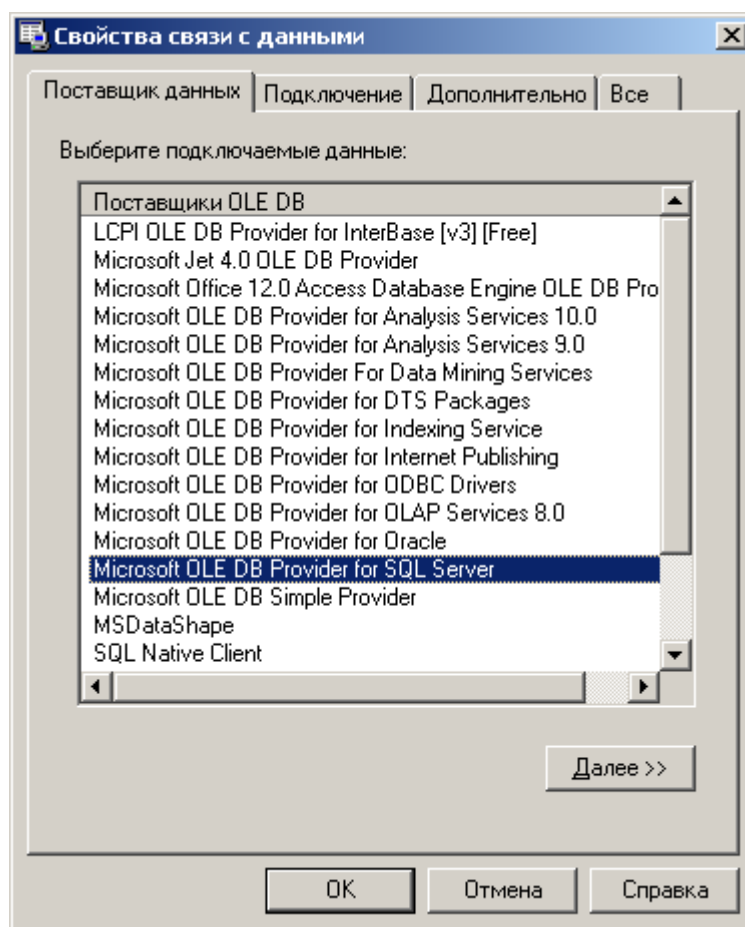 Свойства связи с данными
Поставщик данных Подключение Дополнительно Все
Выберите подключаемые данные:
Поставщики OLE DB
LCPI OLE DB Provider for InterBase [v3] [Free]
Microsoft Jet 4.0 OLE DB Provider
Microsoft Office 12.0 Access Database Engine OLE DB Pro
Microsoft OLE DB Provider for Analysis Services 10.0
Microsoft OLE DB Provider for Analysis Services 9.0
Microsoft OLE DB Provider For Data Mining Services
Microsoft OLE DB Provider for DTS Packages
Microsoft OLE DB Provider for Indexing Service
Microsoft OLE DB Provider for Internet Publishing
Microsoft OLE DB Provider for ODBC Drivers
Microsoft OLE DB Provider for OLAP Services 8.0
Microsoft OLE DB Provider for Oracle
Microsoft OLE DB Provider for SQL Server
Microsoft OLE DB Simple Provider
MSDataShape
SQL Native Client
Далее >>
OK Отмена Справка